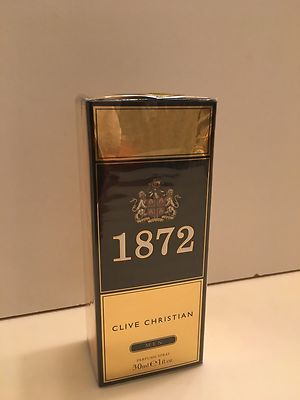 1872
CLIVE CHRISTIAN
MEN
PERFUME SPRAY
30ml ℮ 1fl.oz